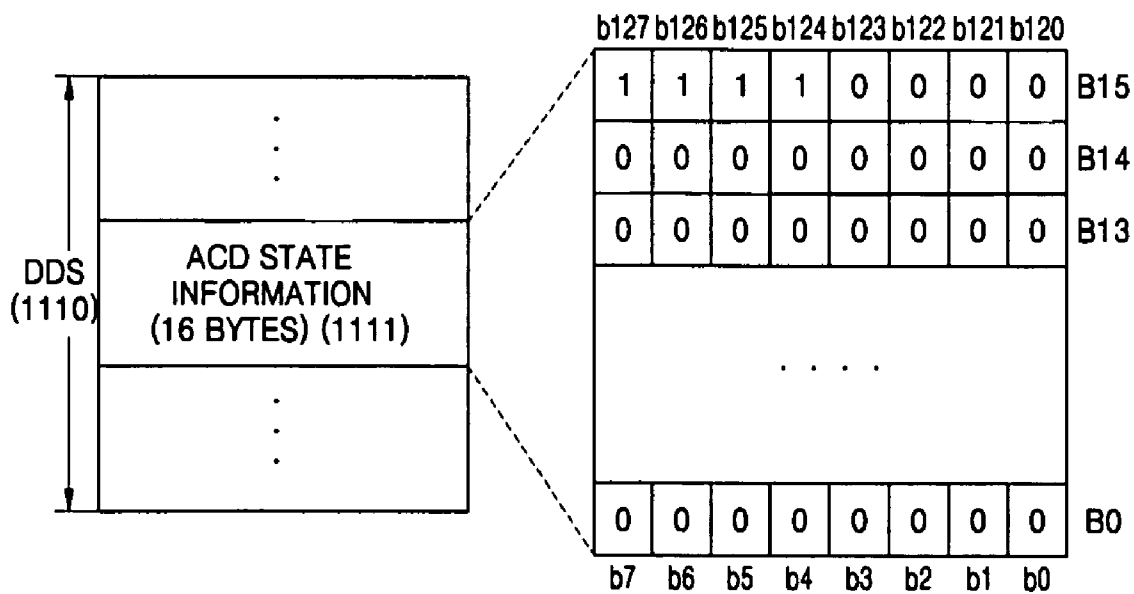 b127 b126 b125 b124 b123 b122 b121 b120
1 1 1 1 0 0 0 0 B15
0 0 0 0 0 0 0 0 B14
0 0 0 0 0 0 0 0 B13
DDS
(1110)
ACD STATE
INFORMATION
(16 BYTES) (1111)
. . . .
0 0 0 0 0 0 0 0 B0
b7 b6 b5 b4 b3 b2 b1 b0